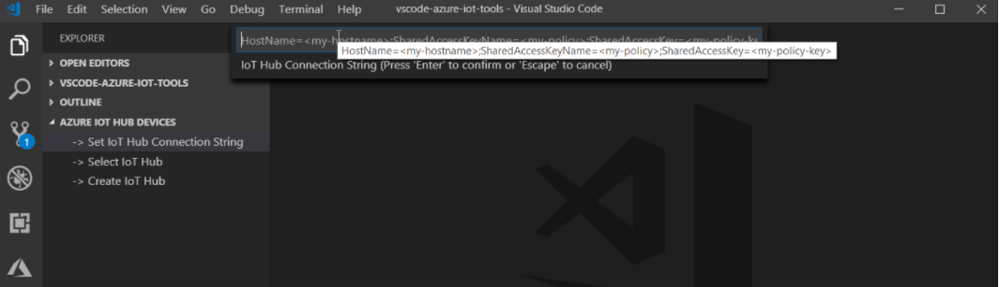 File Edit Selection View Go Debug Terminal Help vscode-azure-iot-tools - Visual Studio Code
EXPLORER
HostName=<my-hostname>;SharedAccessKeyName=<my-policy>;SharedAccessKey=<my-policy-ke
HostName=<my-hostname>;SharedAccessKeyName=<my-policy>;SharedAccessKey=<my-policy-key>
IoT Hub Connection String (Press 'Enter' to confirm or 'Escape' to cancel)
OPEN EDITORS
VSCODE-AZURE-IOT-TOOLS
OUTLINE
AZURE IOT HUB DEVICES
-> Set IoT Hub Connection String
-> Select IoT Hub
-> Create IoT Hub
1